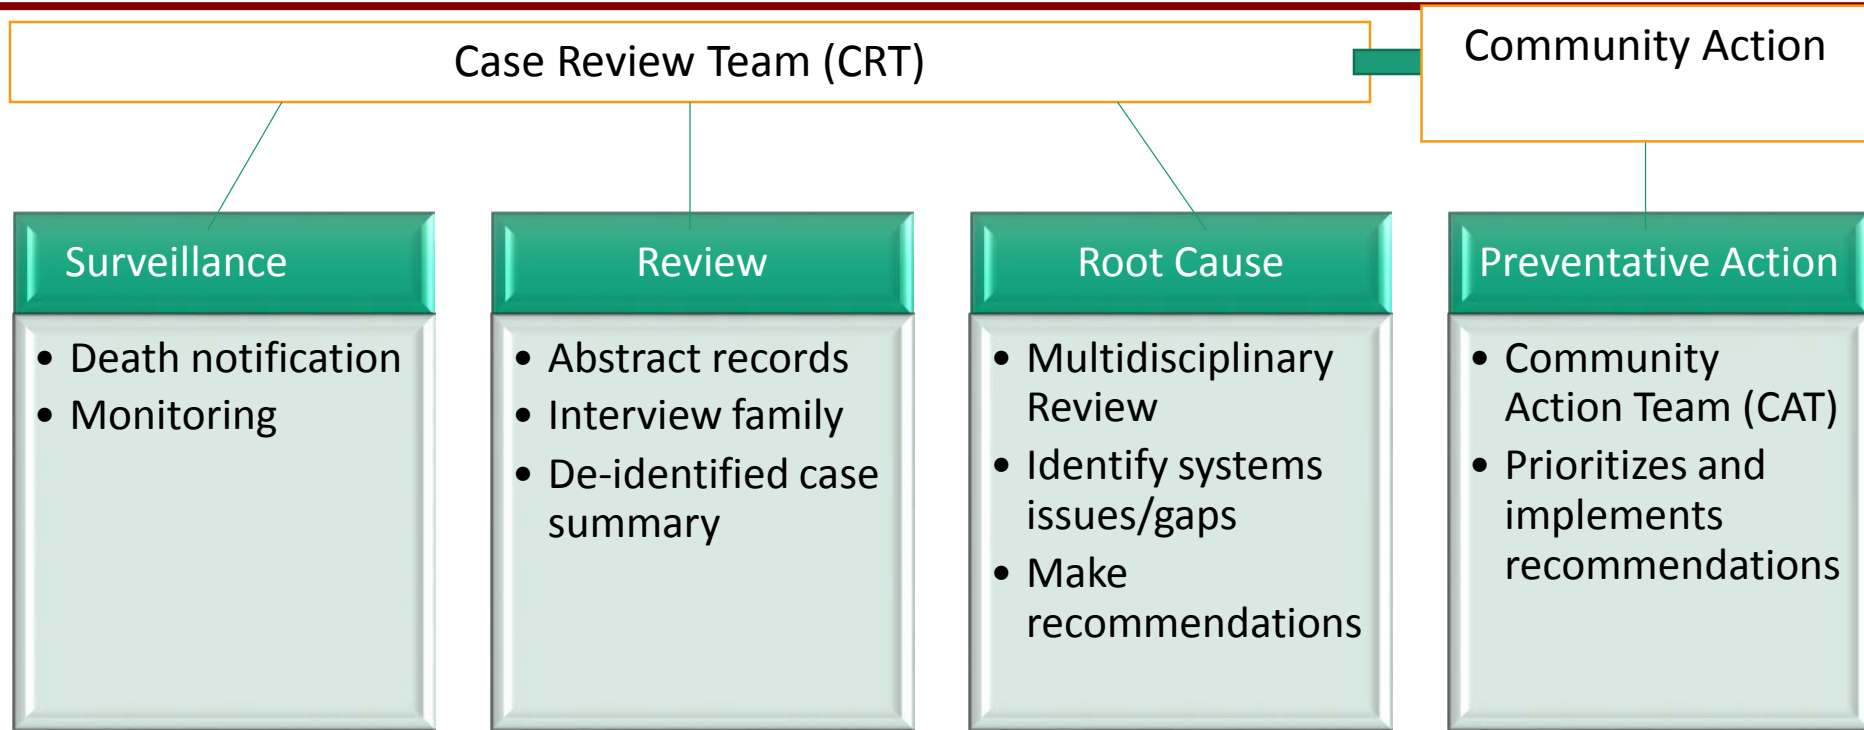 Case Review Team (CRT)
Community Action
Surveillance
• Death notification
• Monitoring
Review
• Abstract records
• Interview family
• De-identified case
summary
Root Cause
• Multidisciplinary
Review
• Identify systems
issues/gaps
• Make
recommendations
Preventative Action
• Community
Action Team (CAT)
• Prioritizes and
implements
recommendations